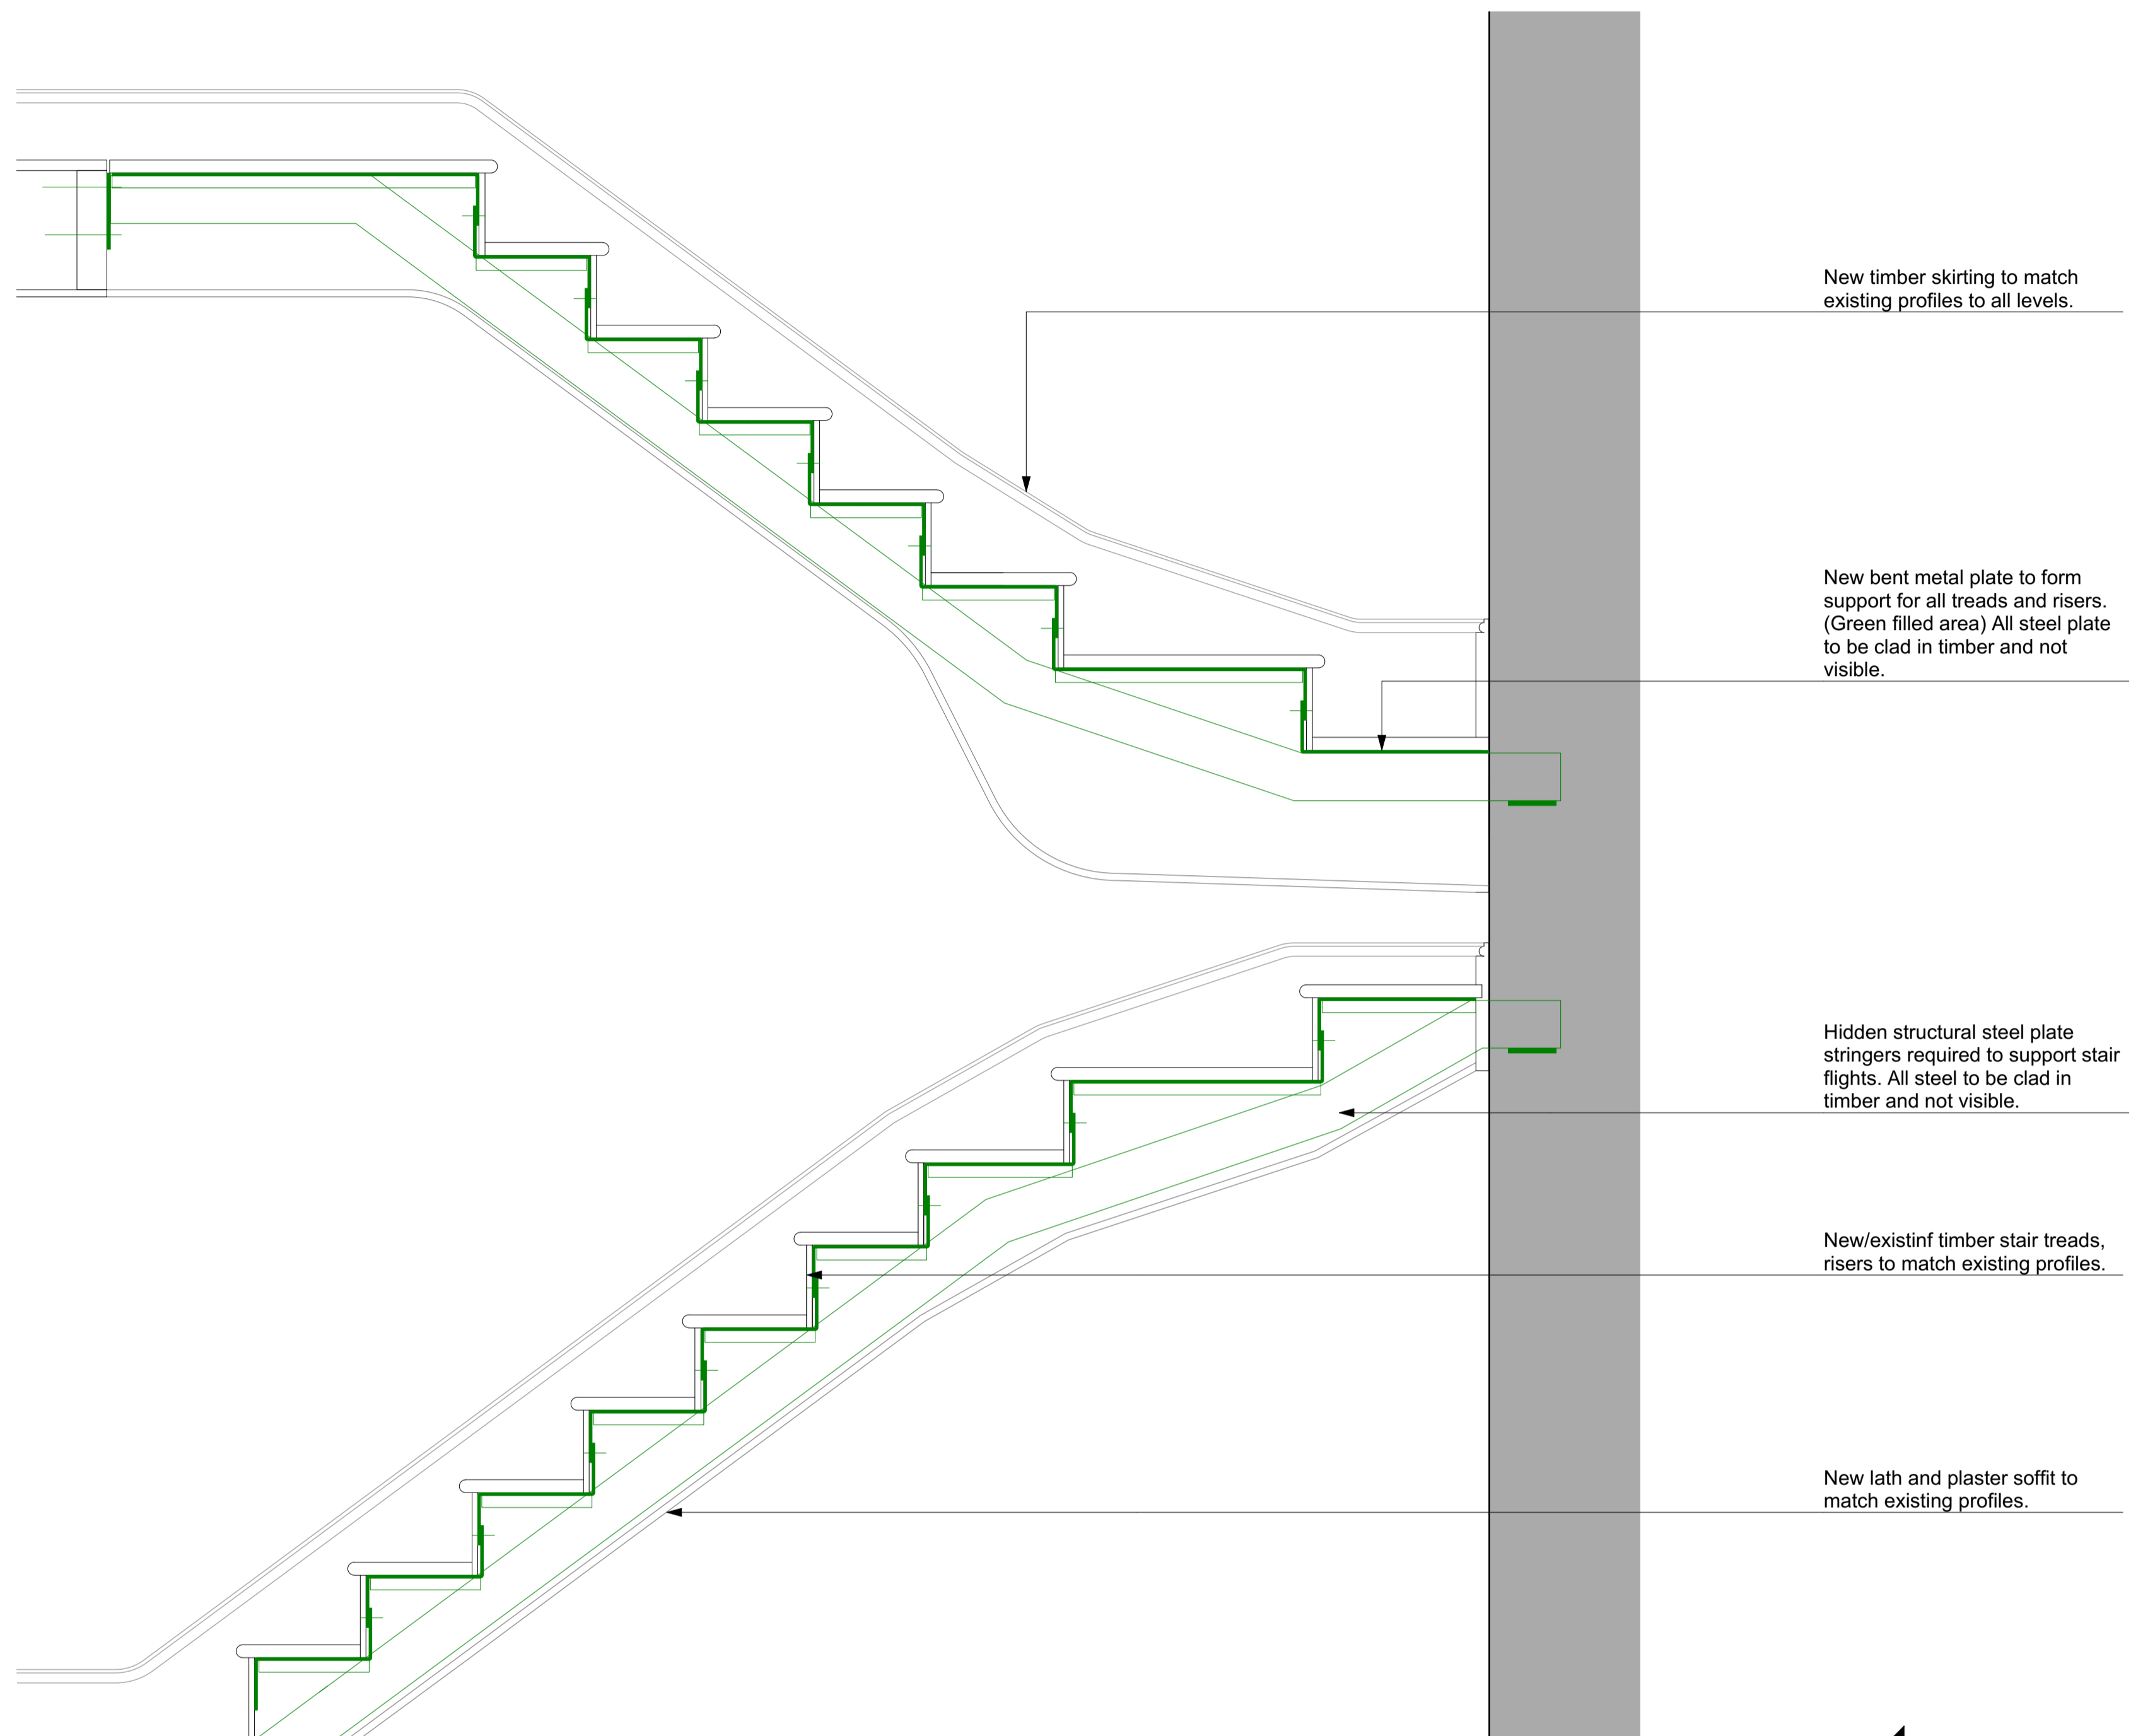 New timber skirting to match
existing profiles to all levels.
New bent metal plate to form
support for all treads and risers.
(Green filled area) All steel plate
to be clad in timber and not
visible.
Hidden structural steel plate
stringers required to support stair
flights. All steel to be clad in
timber and not visible.
New/existinf timber stair treads,
risers to match existing profiles.
New lath and plaster soffit to
match existing profiles.